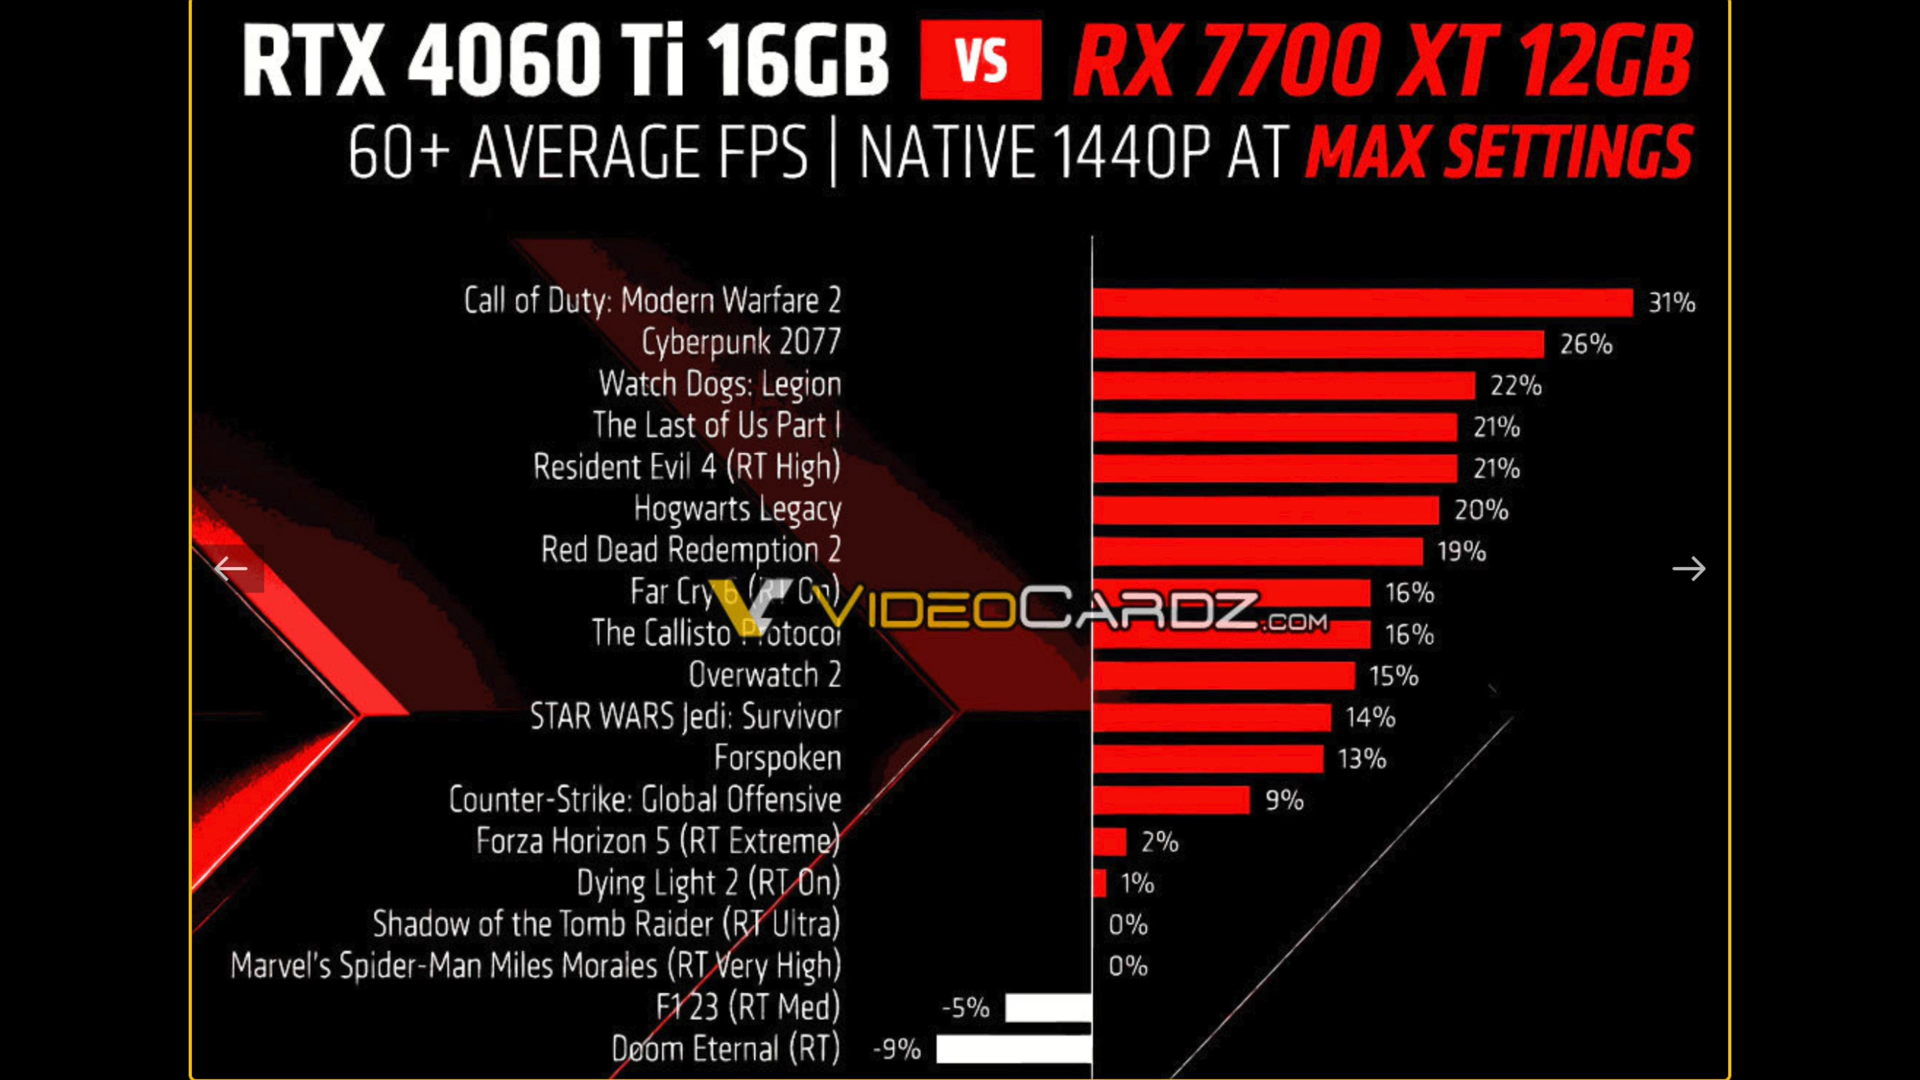 RTX 4060 Ti 16GB VS RX 7700 XT 12GB
60+ AVERAGE FPS | NATIVE 1440P AT MAX SETTINGS
Call of Duty: Modern Warfare 2 31%
Cyberpunk 2077 26%
Watch Dogs: Legion 22%
The Last of Us Part I 21%
Resident Evil 4 (RT High) 21%
Hogwarts Legacy 20%
Red Dead Redemption 2 19%
Far Cry 6 (RT On) 16%
VIDEOCARDZ.COM
The Callisto Protocol 16%
Overwatch 2 15%
STAR WARS Jedi: Survivor 14%
Forspoken 13%
Counter-Strike: Global Offensive 9%
Forza Horizon 5 (RT Extreme) 2%
Dying Light 2 (RT On) 1%
Shadow of the Tomb Raider (RT Ultra) 0%
Marvel's Spider-Man Miles Morales (RT Very High) 0%
F1 23 (RT Med) -5%
Doom Eternal (RT) -9%